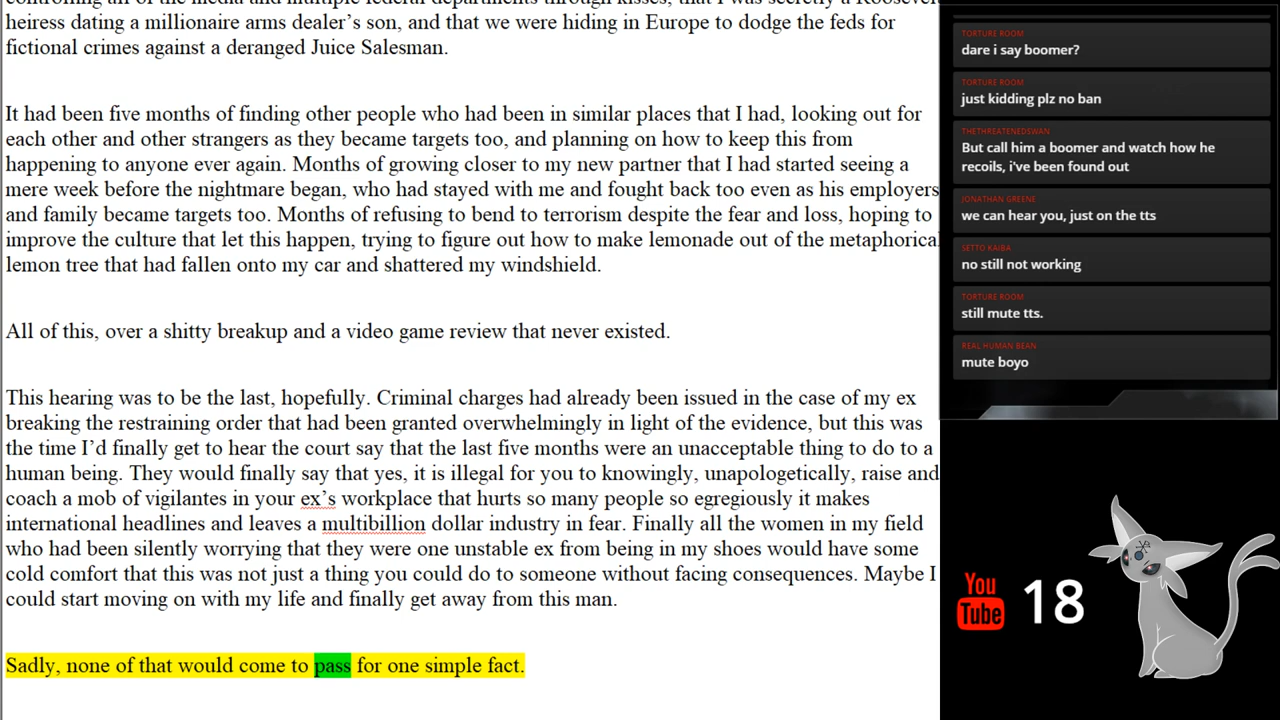 controlling all of the media and multiple federal departments through kisses, that I was secretly a Roosevelt
heiress dating a millionaire arms dealer’s son, and that we were hiding in Europe to dodge the feds for
fictional crimes against a deranged Juice Salesman.
It had been five months of finding other people who had been in similar places that I had, looking out for
each other and other strangers as they became targets too, and planning on how to keep this from
happening to anyone ever again. Months of growing closer to my new partner that I had started seeing a
mere week before the nightmare began, who had stayed with me and fought back too even as his employers
and family became targets too. Months of refusing to bend to terrorism despite the fear and loss, hoping to
improve the culture that let this happen, trying to figure out how to make lemonade out of the metaphorical
lemon tree that had fallen onto my car and shattered my windshield.
All of this, over a shitty breakup and a video game review that never existed.
This hearing was to be the last, hopefully. Criminal charges had already been issued in the case of my ex
breaking the restraining order that had been granted overwhelmingly in light of the evidence, but this was
the time I’d finally get to hear the court say that the last five months were an unacceptable thing to do to a
human being. They would finally say that yes, it is illegal for you to knowingly, unapologetically, raise and
coach a mob of vigilantes in your ex’s workplace that hurts so many people so egregiously it makes
international headlines and leaves a multibillion dollar industry in fear. Finally all the women in my field
who had been silently worrying that they were one unstable ex from being in my shoes would have some
cold comfort that this was not just a thing you could do to someone without facing consequences. Maybe I
could start moving on with my life and finally get away from this man.
Sadly, none of that would come to pass for one simple fact.
TORTURE ROOM
dare i say boomer?
TORTURE ROOM
just kidding plz no ban
THETHREATENEDSWAN
But call him a boomer and watch how he
recoils, i've been found out
JONATHAN GREENE
we can hear you, just on the tts
SETTO KAIBA
no still not working
TORTURE ROOM
still mute tts.
REAL HUMAN BEAN
mute boyo
You
Tube
18